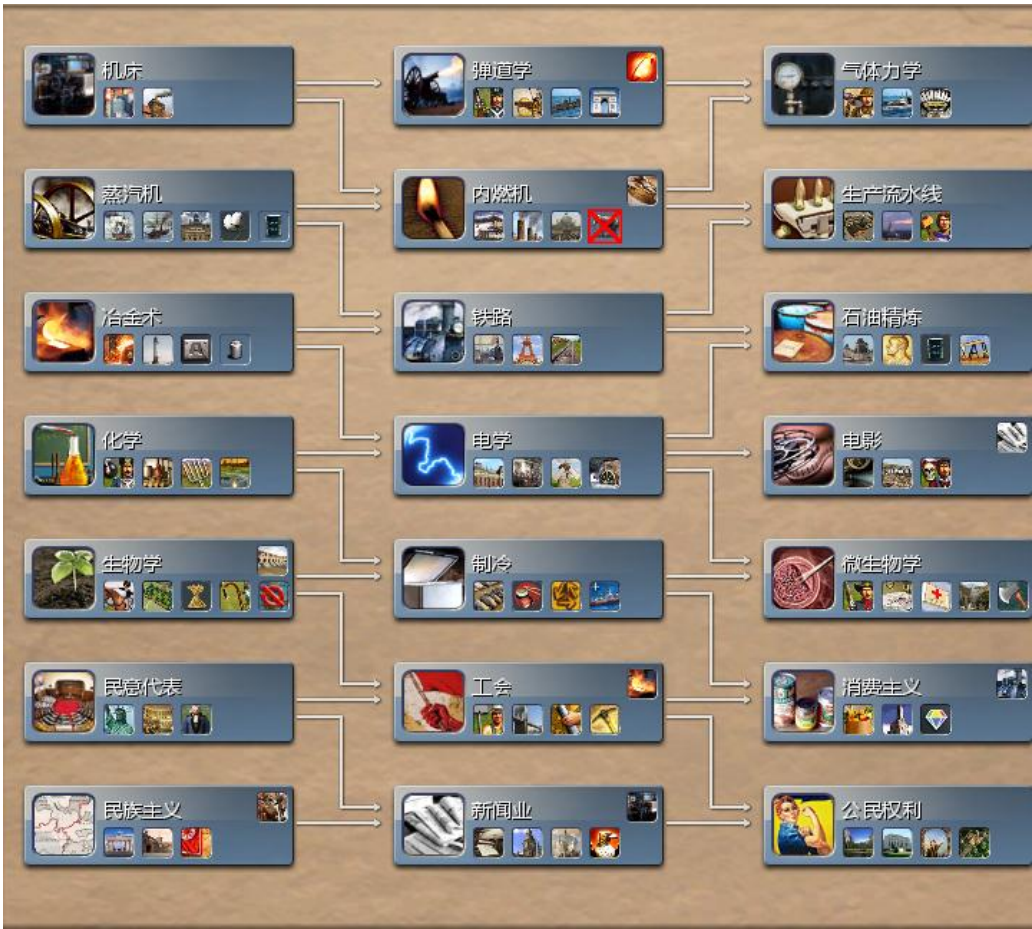 机床
弹道学
气体力学
蒸汽机
内燃机
生产流水线
冶金术
铁路
石油精炼
化学
电学
电影
生物学
制冷
微生物学
民意代表
工会
消费主义
民族主义
新闻业
公民权利